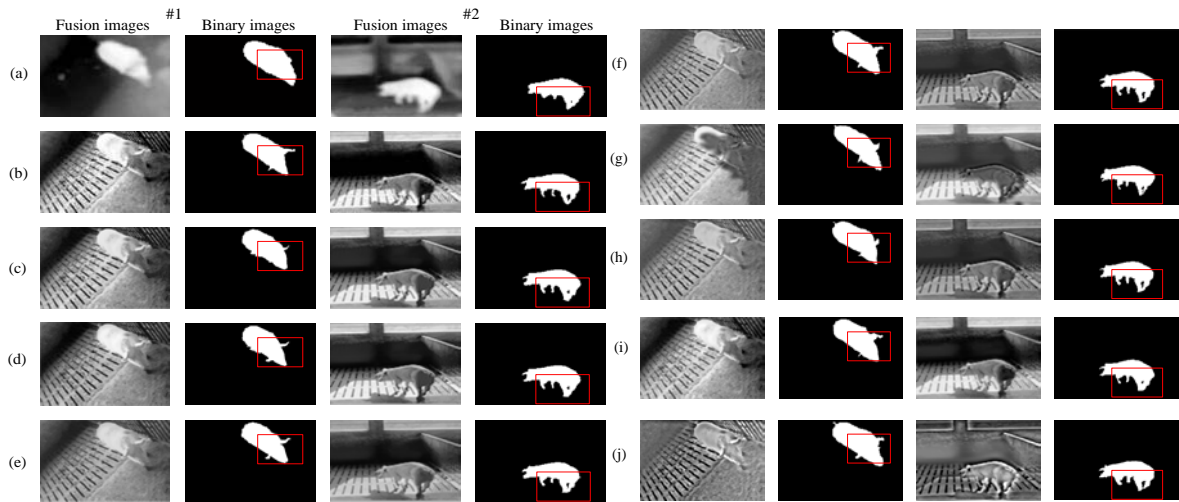 #1
#2
Fusion images
Binary images
Fusion images
Binary images
(a)
(b)
(c)
(d)
(e)
(f)
(g)
(h)
(i)
(j)